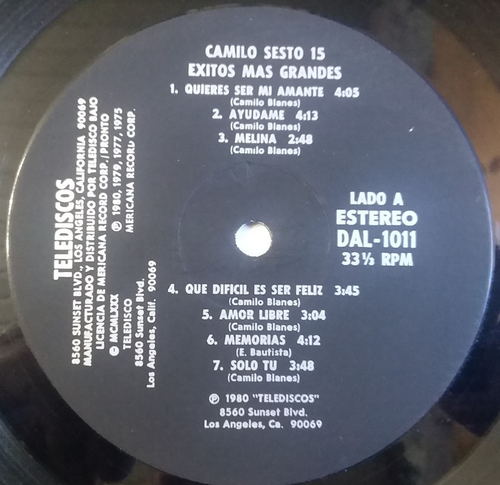 CAMILO SESTO 15
EXITOS MAS GRANDES
1. QUIERES SER MI AMANTE 4:05
(Camilo Blanes)
2. AYUDAME 4:13
(Camilo Blanes)
3. MELINA 2:48
(Camilo Blanes)
TELEDISCOS
8560 SUNSET BLVD., LOS ANGELES, CALIFORNIA 90069
MANUFACTURADO Y DISTRIBUIDO POR TELEDISCO BAJO
LICENCIA DE MERICANA RECORD CORP./PRONTO
© MCMLXXX ℗ 1980, 1979, 1977, 1975
TELEDISCO MERICANA RECORD CORP.
8560 Sunset Blvd.
Los Angeles, Calif. 90069
LADO A
ESTEREO
DAL-1011
33⅓ RPM
4. QUE DIFICIL ES SER FELIZ 3:45
(Camilo Blanes)
5. AMOR LIBRE 3:04
(Camilo Blanes)
6. MEMORIAS 4:12
(E. Bautista)
7. SOLO TU 3:48
(Camilo Blanes)
℗ 1980 "TELEDISCOS"
8560 Sunset Blvd.
Los Angeles, Ca. 90069